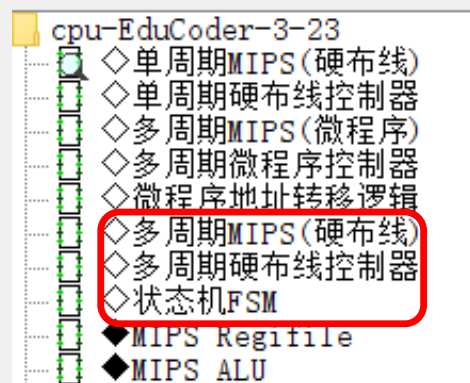 cpu-EduCoder-3-23
◇单周期MIPS(硬布线)
◇单周期硬布线控制器
◇多周期MIPS(微程序)
◇多周期微程序控制器
◇微程序地址转移逻辑
◇多周期MIPS(硬布线)
◇多周期硬布线控制器
◇状态机FSM
◆MIPS Regifile
◆MIPS ALU